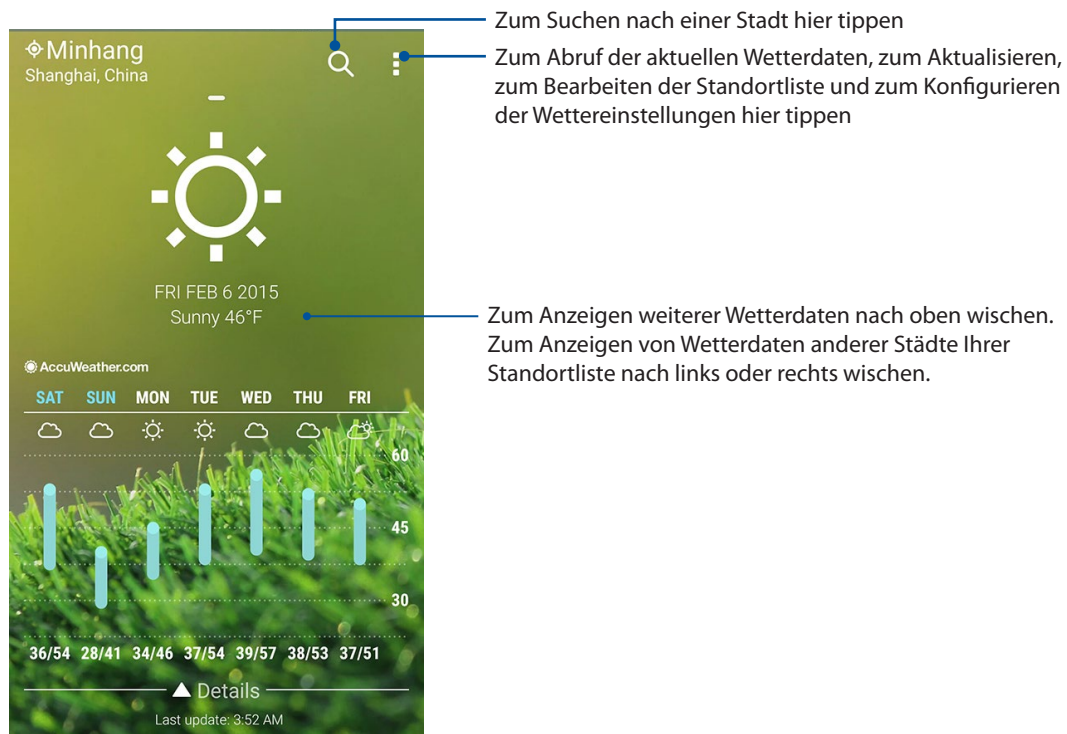 Zum Suchen nach einer Stadt hier tippen
Zum Abruf der aktuellen Wetterdaten, zum Aktualisieren,
zum Bearbeiten der Standortliste und zum Konfigurieren
der Wettereinstellungen hier tippen
Minhang
Shanghai, China
FRI FEB 6 2015
Sunny 46°F
Zum Anzeigen weiterer Wetterdaten nach oben wischen.
Zum Anzeigen von Wetterdaten anderer Städte Ihrer
Standortliste nach links oder rechts wischen.
AccuWeather.com
SAT SUN MON TUE WED THU FRI
60
45
30
36/54 28/41 34/46 37/54 39/57 38/53 37/51
Details
Last update: 3:52 AM